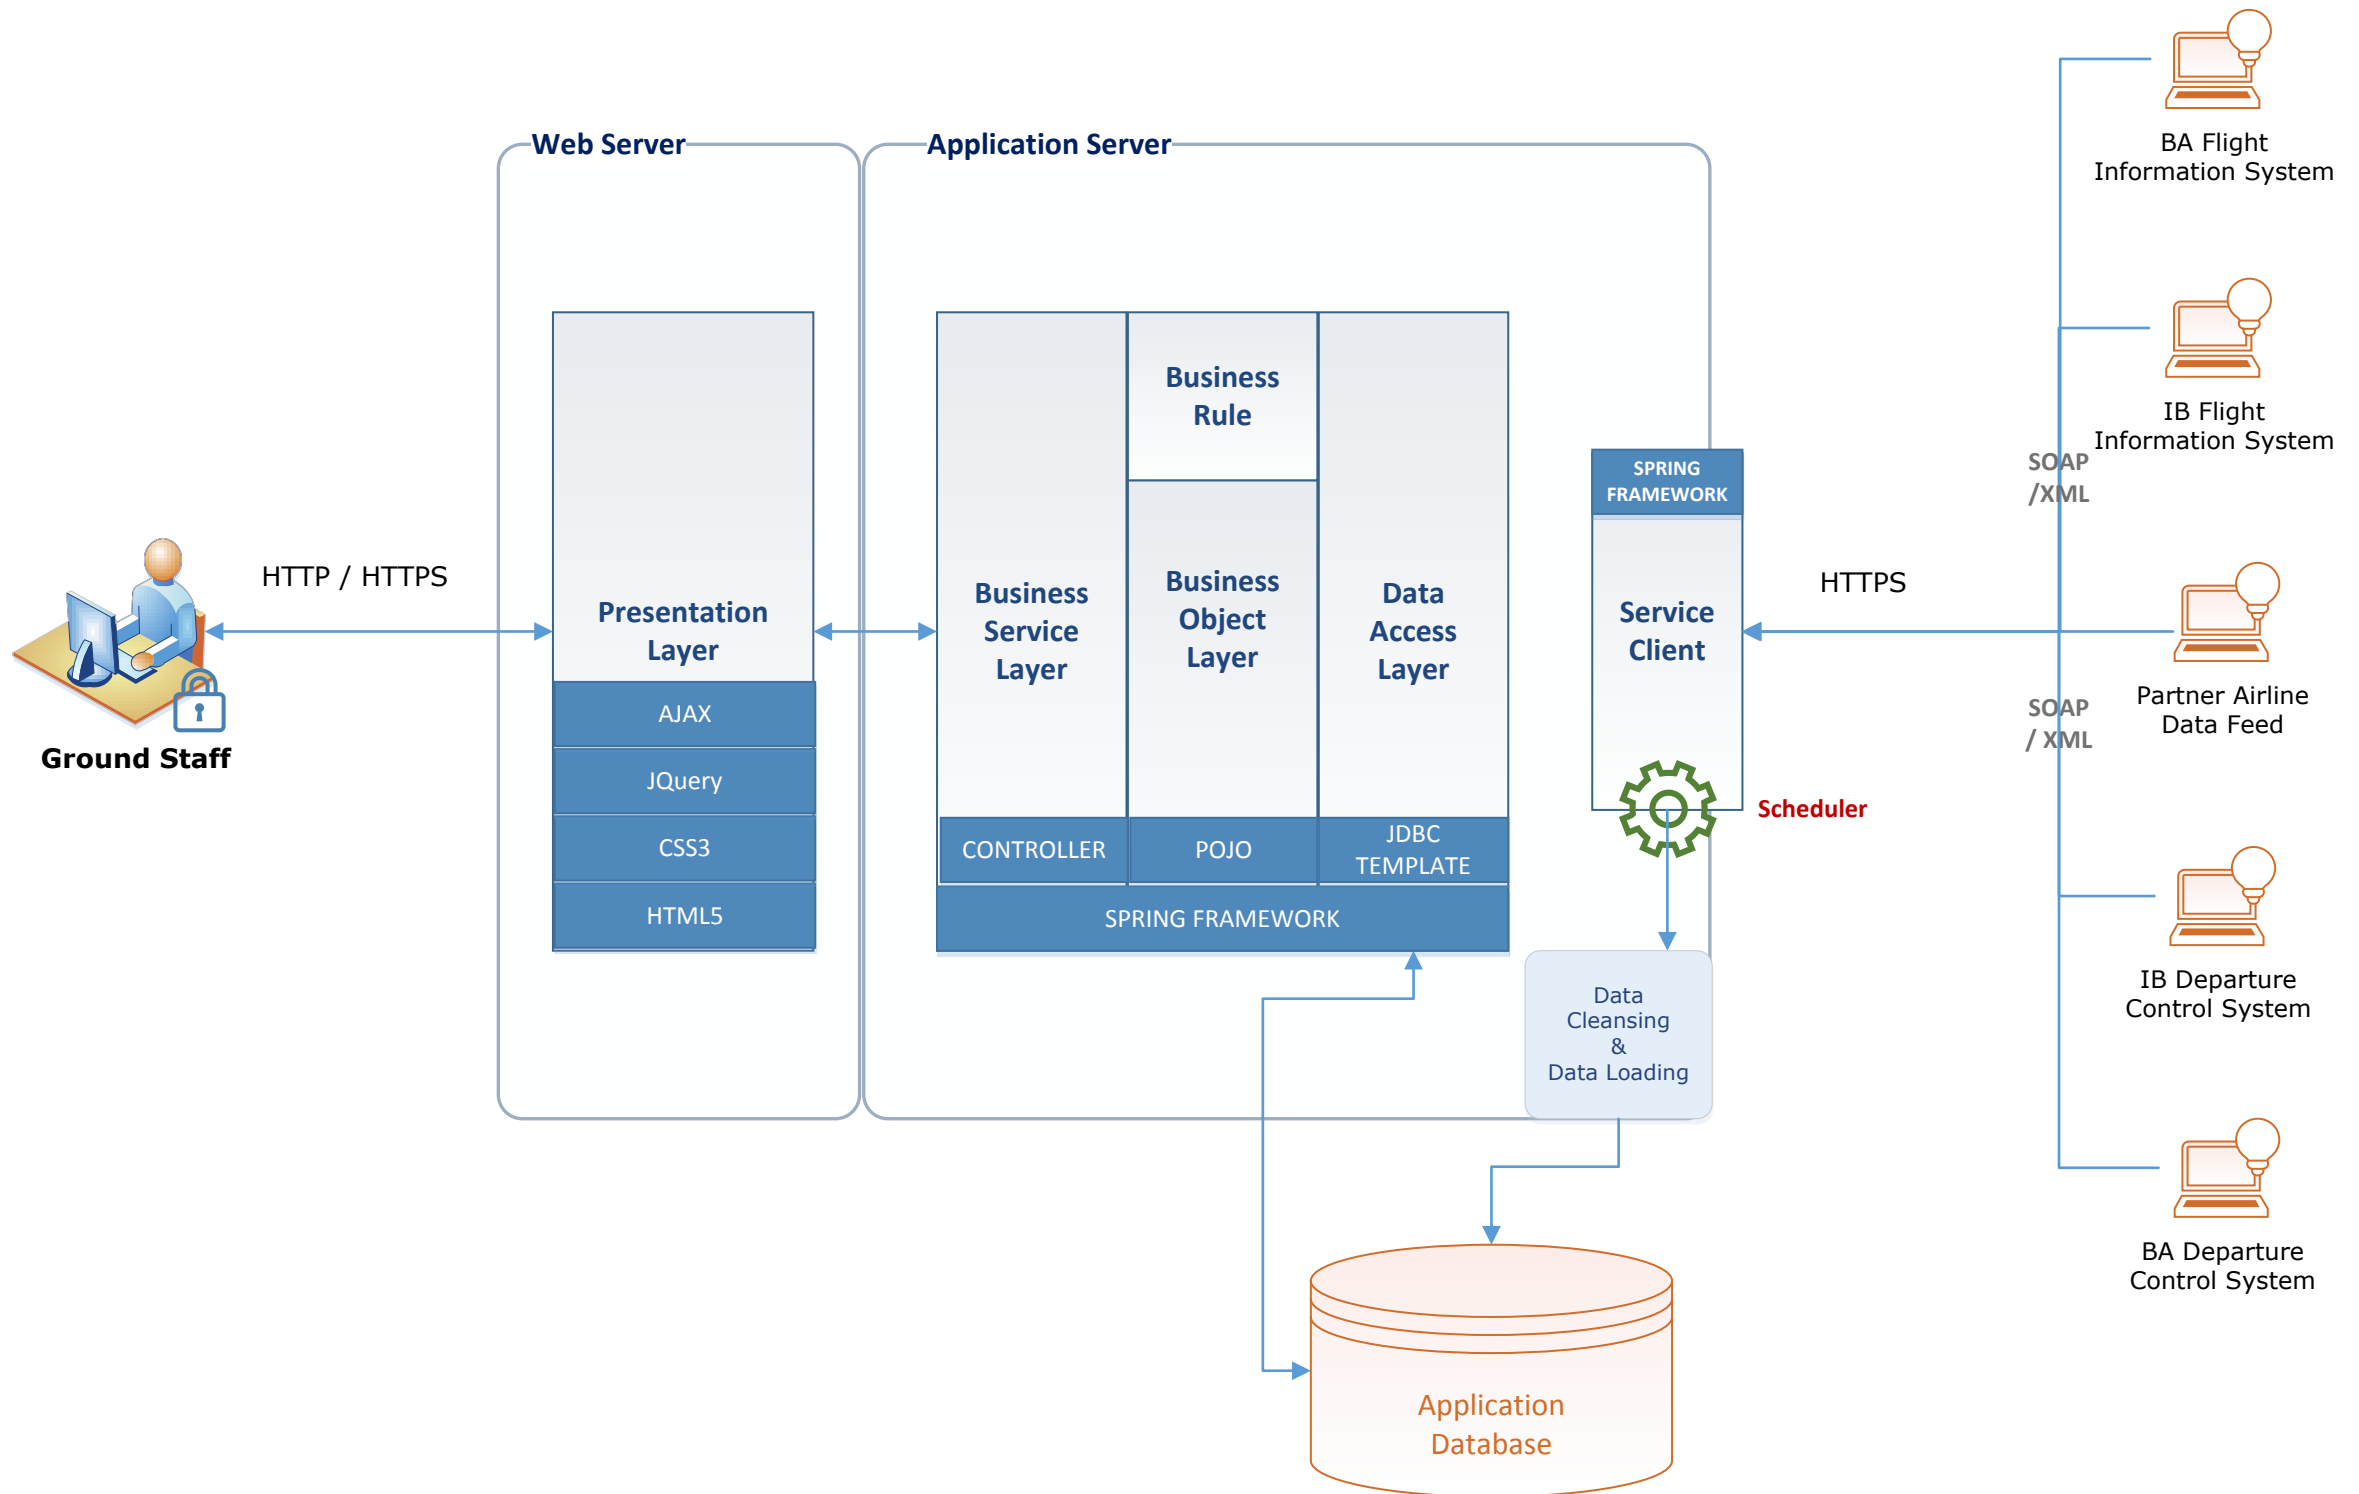 Web Server
Application Server
BA Flight
Information System
Business
Rule
IB Flight
Information System
SPRING
FRAMEWORK
SOAP
/XML
HTTP / HTTPS
Presentation
Layer
Business
Service
Layer
Business
Object
Layer
Data
Access
Layer
Service
Client
HTTPS
Partner Airline
Data Feed
SOAP
/ XML
Ground Staff
AJAX
JQuery
CSS3
HTML5
CONTROLLER
POJO
JDBC
TEMPLATE
SPRING FRAMEWORK
Scheduler
IB Departure
Control System
Data
Cleansing
&
Data Loading
BA Departure
Control System
Application
Database